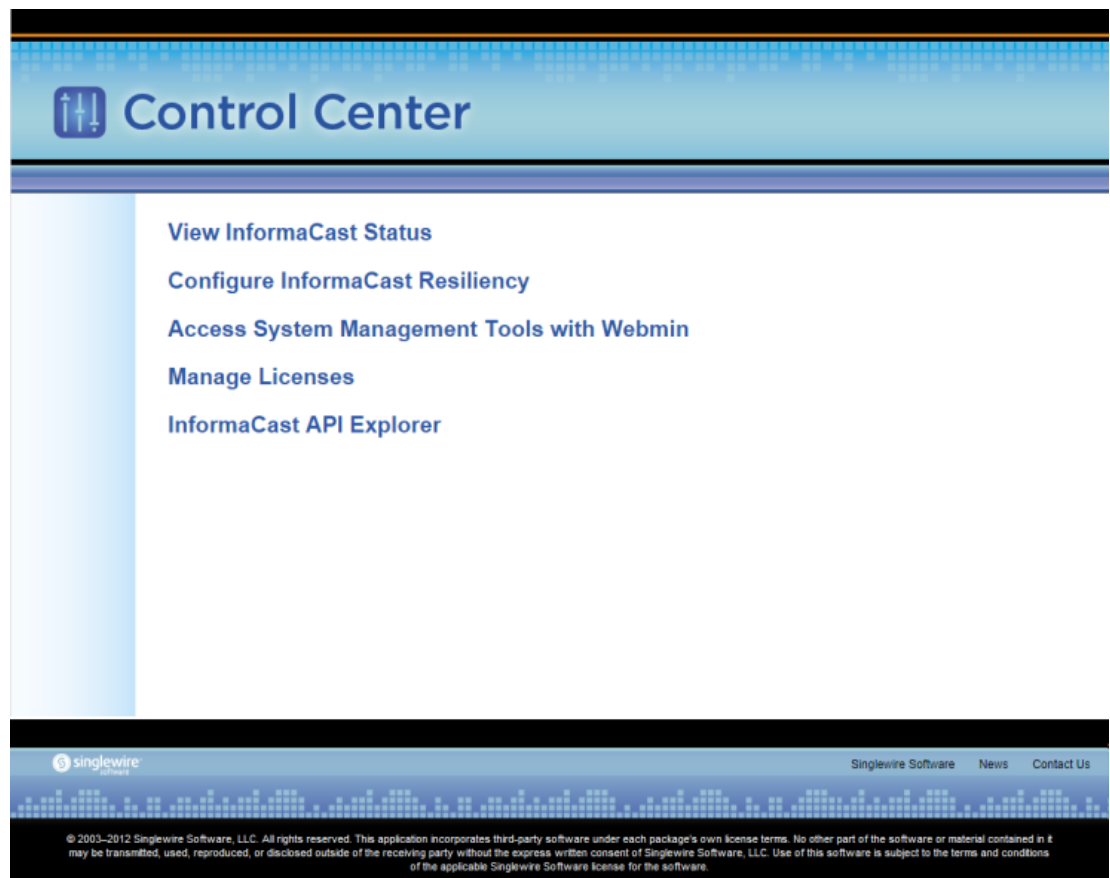 Control Center
View InformaCast Status
Configure InformaCast Resiliency
Access System Management Tools with Webmin
Manage Licenses
InformaCast API Explorer
singlewire
software
Singlewire Software News Contact Us
© 2003–2012 Singlewire Software, LLC. All rights reserved. This application incorporates third-party software under each package's own license terms. No other part of the software or material contained in it
may be transmitted, used, reproduced, or disclosed outside of the receiving party without the express written consent of Singlewire Software, LLC. Use of this software is subject to the terms and conditions
of the applicable Singlewire Software license for the software.